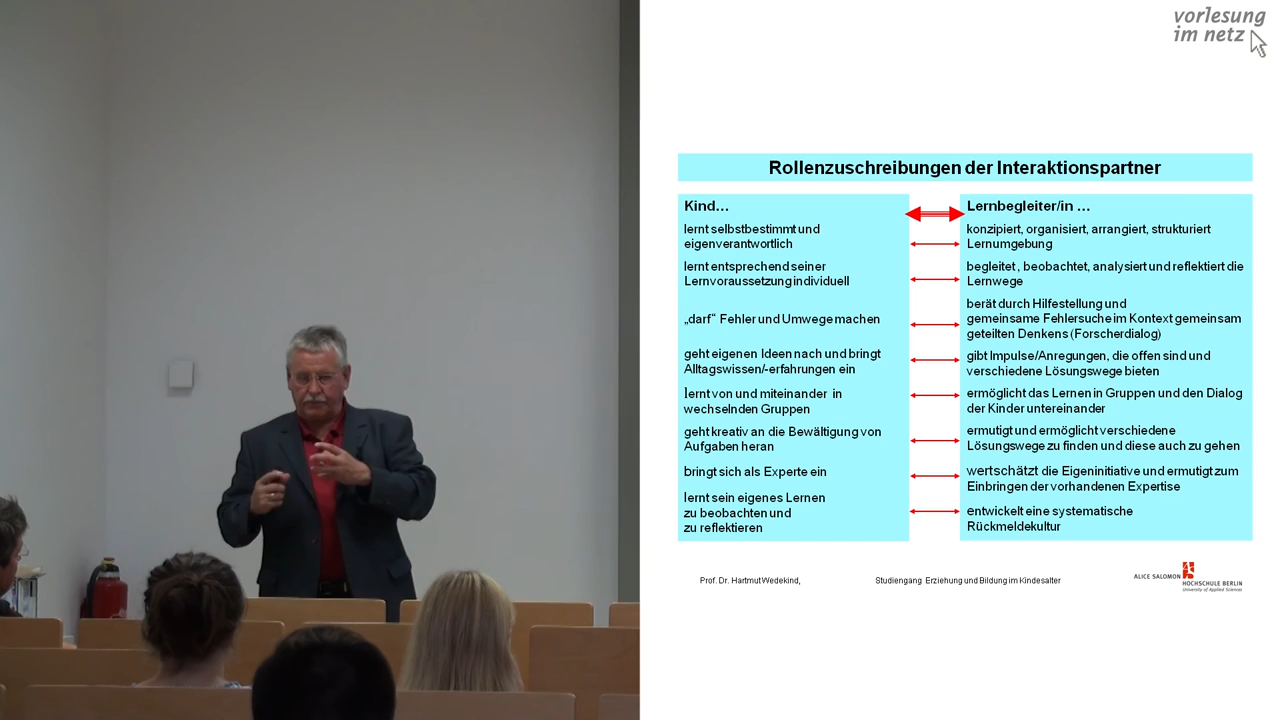 vorlesung
im netz
Rollenzuschreibungen der Interaktionspartner
Kind…
lernt selbstbestimmt und
eigenverantwortlich
lernt entsprechend seiner
Lernvoraussetzung individuell
„darf“ Fehler und Umwege machen
geht eigenen Ideen nach und bringt
Alltagswissen/-erfahrungen ein
lernt von und miteinander in
wechselnden Gruppen
geht kreativ an die Bewältigung von
Aufgaben heran
bringt sich als Experte ein
lernt sein eigenes Lernen
zu beobachten und
zu reflektieren
Lernbegleiter/in …
konzipiert, organisiert, arrangiert, strukturiert
Lernumgebung
begleitet , beobachtet, analysiert und reflektiert die
Lernwege
berät durch Hilfestellung und
gemeinsame Fehlersuche im Kontext gemeinsam
geteilten Denkens (Forscherdialog)
gibt Impulse/Anregungen, die offen sind und
verschiedene Lösungswege bieten
ermöglicht das Lernen in Gruppen und den Dialog
der Kinder untereinander
ermutigt und ermöglicht verschiedene
Lösungswege zu finden und diese auch zu gehen
wertschätzt die Eigeninitiative und ermutigt zum
Einbringen der vorhandenen Expertise
entwickelt eine systematische
Rückmeldekultur
Prof. Dr. Hartmut Wedekind,
Studiengang Erziehung und Bildung im Kindesalter
ALICE SALOMON
HOCHSCHULE BERLIN
University of Applied Sciences